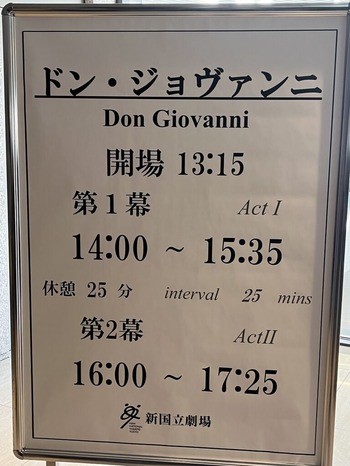 ドン・ジョヴァンニ
Don Giovanni
開場 13:15
第1幕 Act I
14:00 ~ 15:35
休憩 25 分 interval 25 mins
第2幕 ActII
16:00 ~ 17:25
新国立劇場